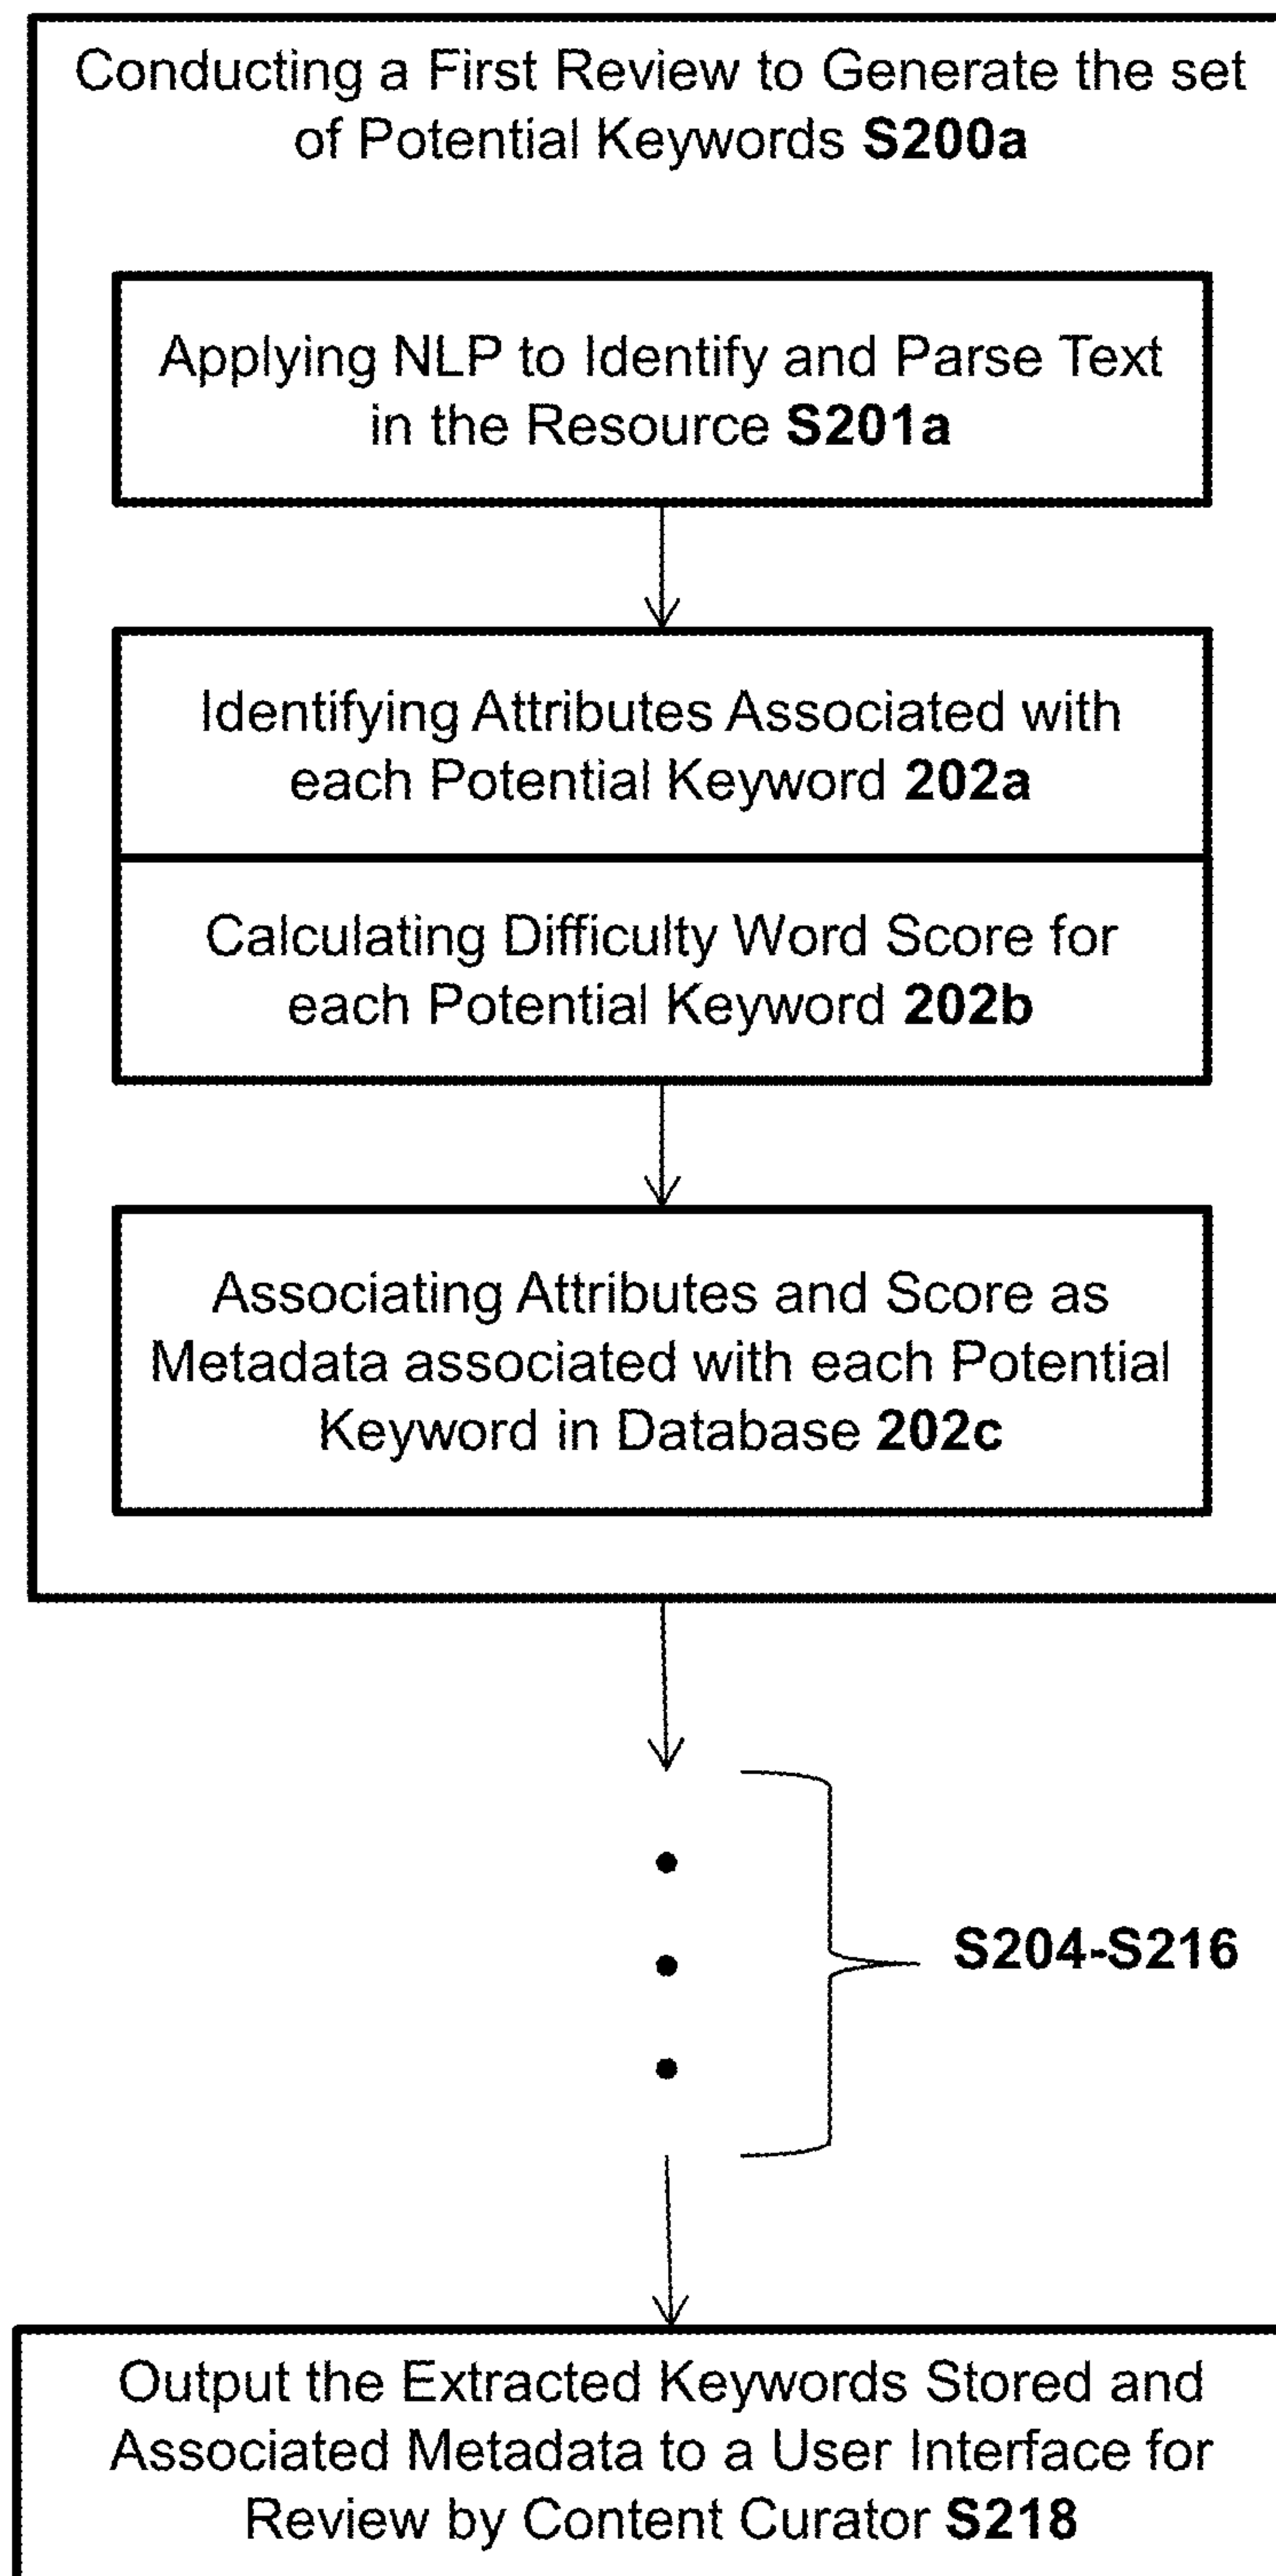 Conducting a First Review to Generate the set
of Potential Keywords S200a
Applying NLP to Identify and Parse Text
in the Resource S201a
Identifying Attributes Associated with
each Potential Keyword 202a
Calculating Difficulty Word Score for
each Potential Keyword 202b
Associating Attributes and Score as
Metadata associated with each Potential
Keyword in Database 202c
S204-S216
Output the Extracted Keywords Stored and
Associated Metadata to a User Interface for
Review by Content Curator S218